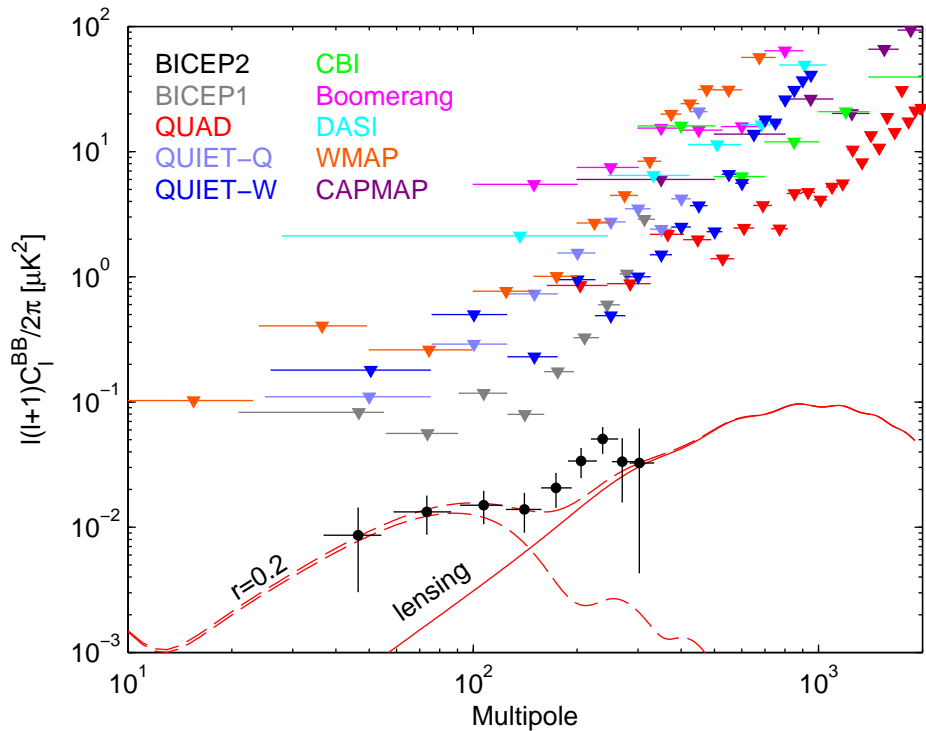 l(l+1)C_l^BB/2π [μK²]
10²
10¹
10⁰
10⁻¹
10⁻²
10⁻³
BICEP2
BICEP1
QUAD
QUIET−Q
QUIET−W
CBI
Boomerang
DASI
WMAP
CAPMAP
r=0.2
lensing
10¹
10²
10³
Multipole